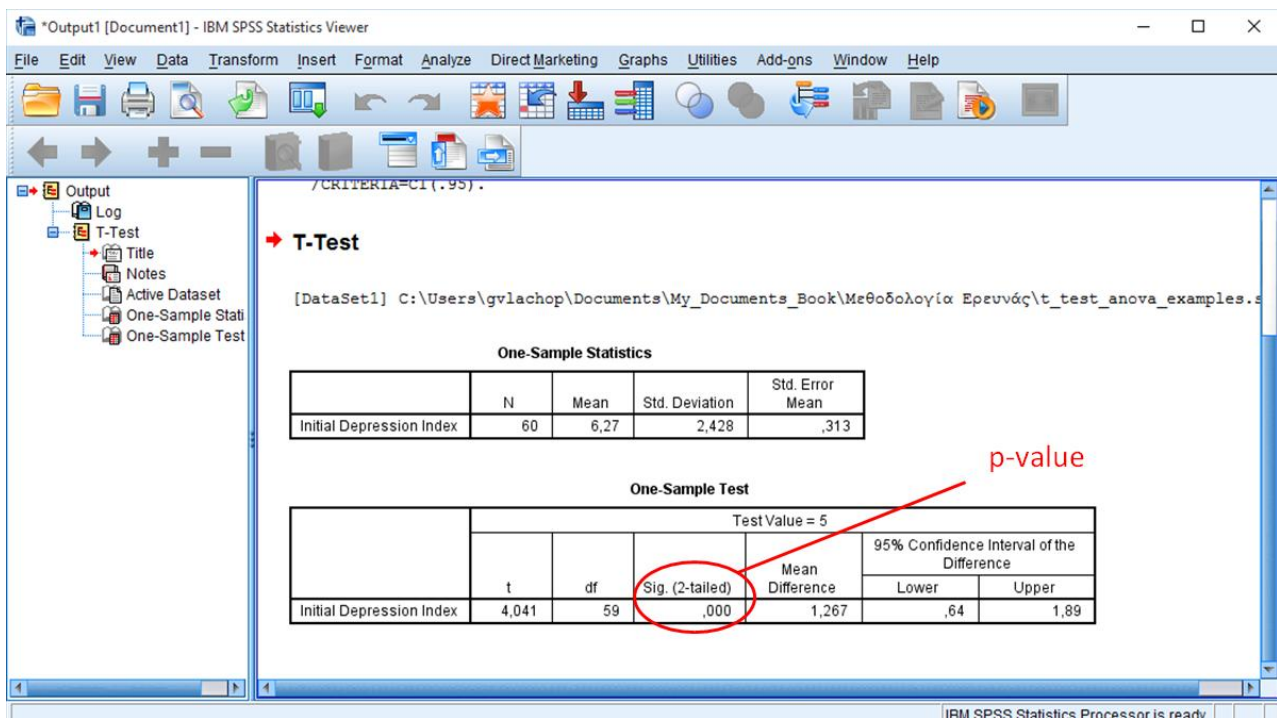 *Output1 [Document1] - IBM SPSS Statistics Viewer
File Edit View Data Transform Insert Format Analyze Direct Marketing Graphs Utilities Add-ons Window Help
Output
Log
T-Test
Title
Notes
Active Dataset
One-Sample Stati
One-Sample Test
/CRITERIA=CI(.95).
T-Test
[DataSet1] C:\Users\gvlachop\Documents\My_Documents_Book\Μεθοδολογία Ερευνάς\t_test_anova_examples.s
One-Sample Statistics
N Mean Std. Deviation Std. Error Mean
Initial Depression Index 60 6,27 2,428 ,313
p-value
One-Sample Test
Test Value = 5
t df Sig. (2-tailed) Mean Difference 95% Confidence Interval of the Difference
Lower Upper
Initial Depression Index 4,041 59 ,000 1,267 ,64 1,89
IBM SPSS Statistics Processor is ready